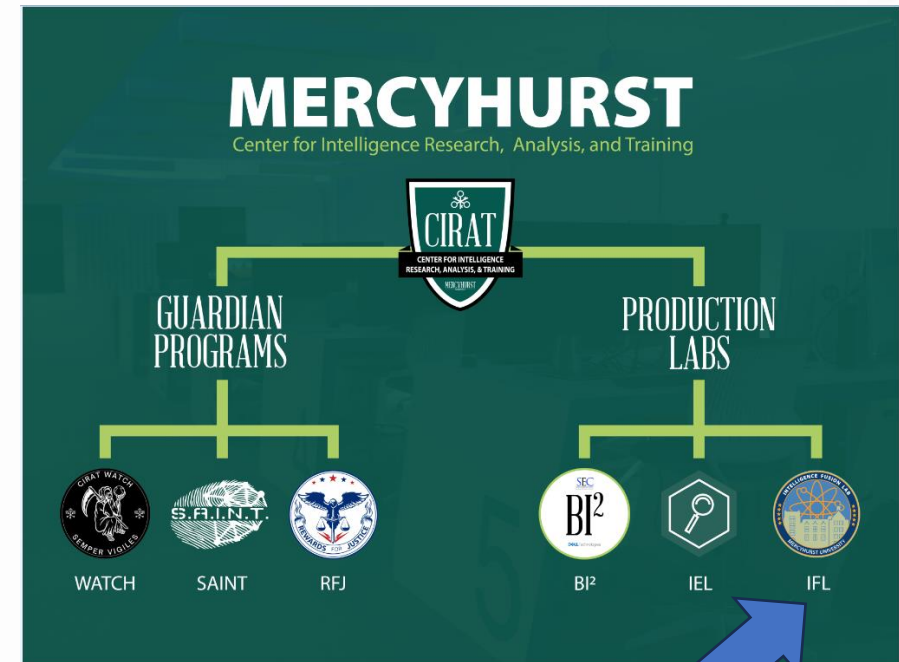 MERCYHURST
Center for Intelligence Research, Analysis, and Training
CIRAT
CENTER FOR INTELLIGENCE
RESEARCH, ANALYSIS, & TRAINING
MERCYHURST
GUARDIAN
PROGRAMS
PRODUCTION
LABS
CIRAT WATCH
SEMPER VIGILES
S.A.I.N.T.
REWARDS FOR JUSTICE
SEC
BI²
INTELLIGENCE FUSION LAB
MERCYHURST UNIVERSITY
WATCH
SAINT
RFJ
BI²
IEL
IFL